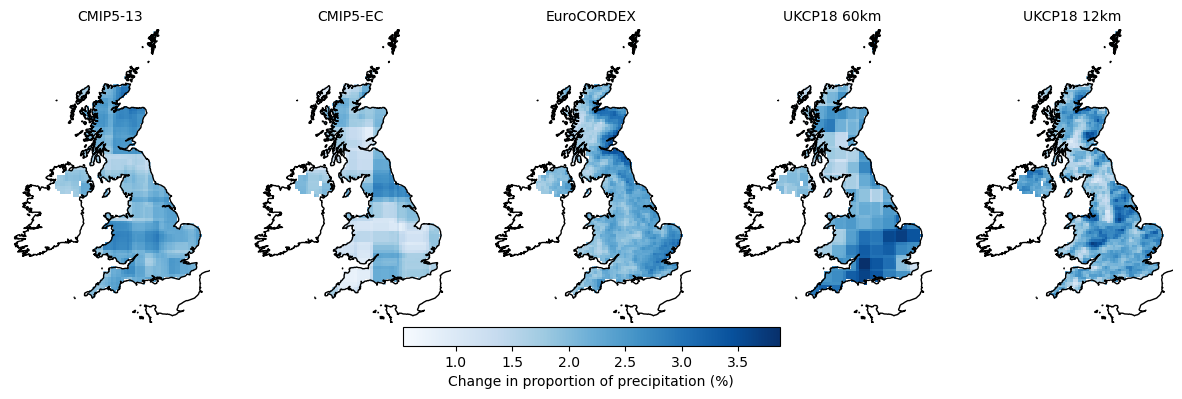 CMIP5-13 CMIP5-EC EuroCORDEX UKCP18 60km UKCP18 12km
1.0 1.5 2.0 2.5 3.0 3.5
Change in proportion of precipitation (%)